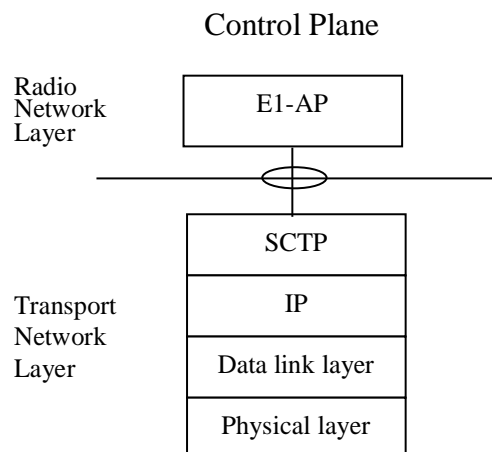 Control Plane
Radio
Network
Layer
E1-AP
SCTP
IP
Transport
Network
Layer
Data link layer
Physical layer